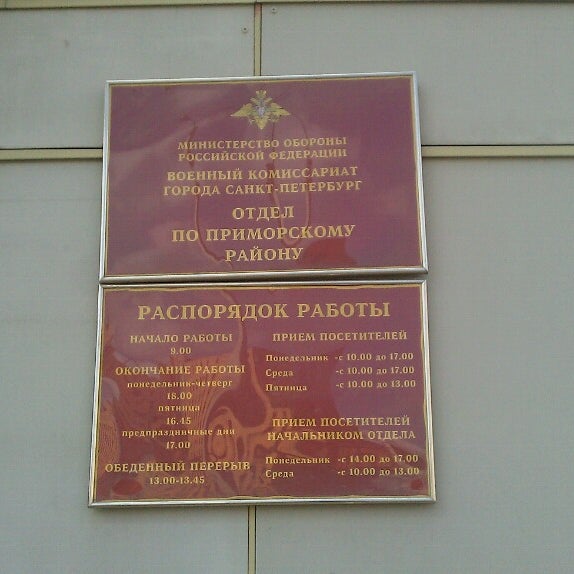 МИНИСТЕРСТВО ОБОРОНЫ
РОССИЙСКОЙ ФЕДЕРАЦИИ
ВОЕННЫЙ КОМИССАРИАТ
ГОРОДА САНКТ-ПЕТЕРБУРГ
ОТДЕЛ
ПО ПРИМОРСКОМУ
РАЙОНУ
РАСПОРЯДОК РАБОТЫ
НАЧАЛО РАБОТЫ
9.00
ОКОНЧАНИЕ РАБОТЫ
понедельник-четверг
18.00
пятница
16.45
предпраздничные дни
17.00
ОБЕДЕННЫЙ ПЕРЕРЫВ
13.00-13.45
ПРИЕМ ПОСЕТИТЕЛЕЙ
Понедельник -с 10.00 до 17.00
Среда -с 10.00 до 17.00
Пятница -с 10.00 до 13.00
ПРИЕМ ПОСЕТИТЕЛЕЙ
НАЧАЛЬНИКОМ ОТДЕЛА
Понедельник -с 14.00 до 17.00
Среда -с 10.00 до 13.00